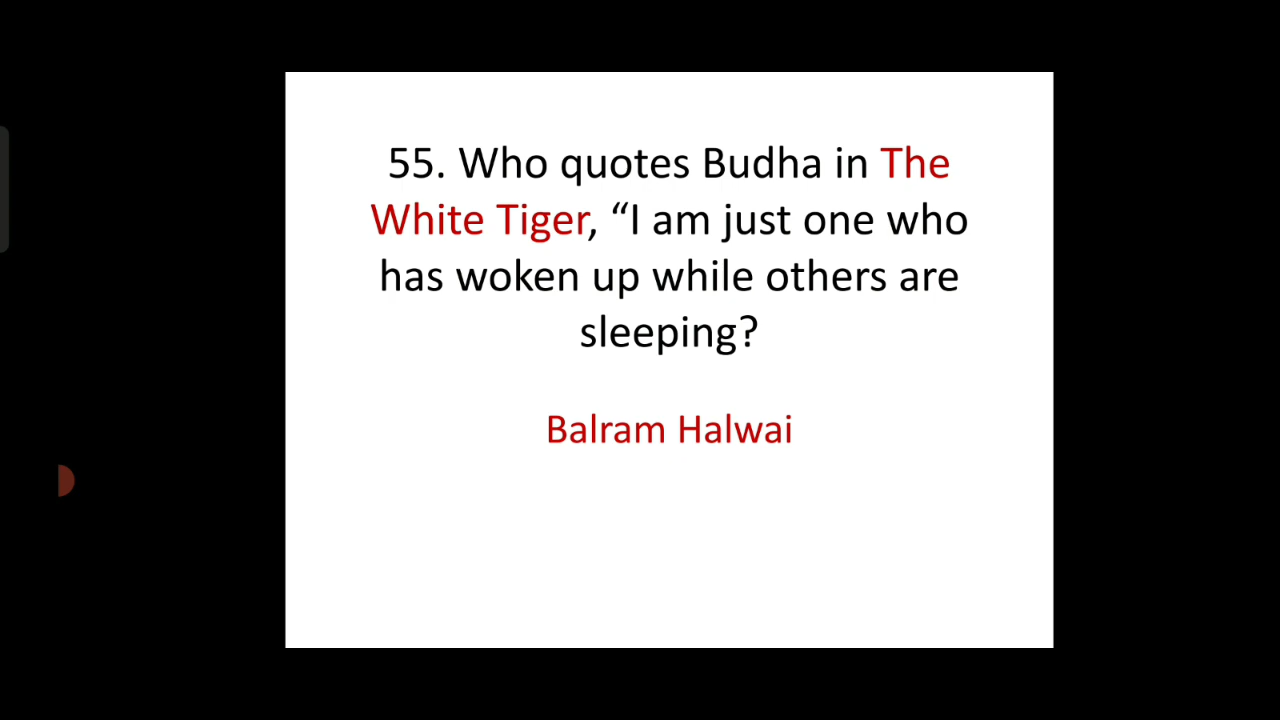 55. Who quotes Budha in The
White Tiger, “I am just one who
has woken up while others are
sleeping?
Balram Halwai